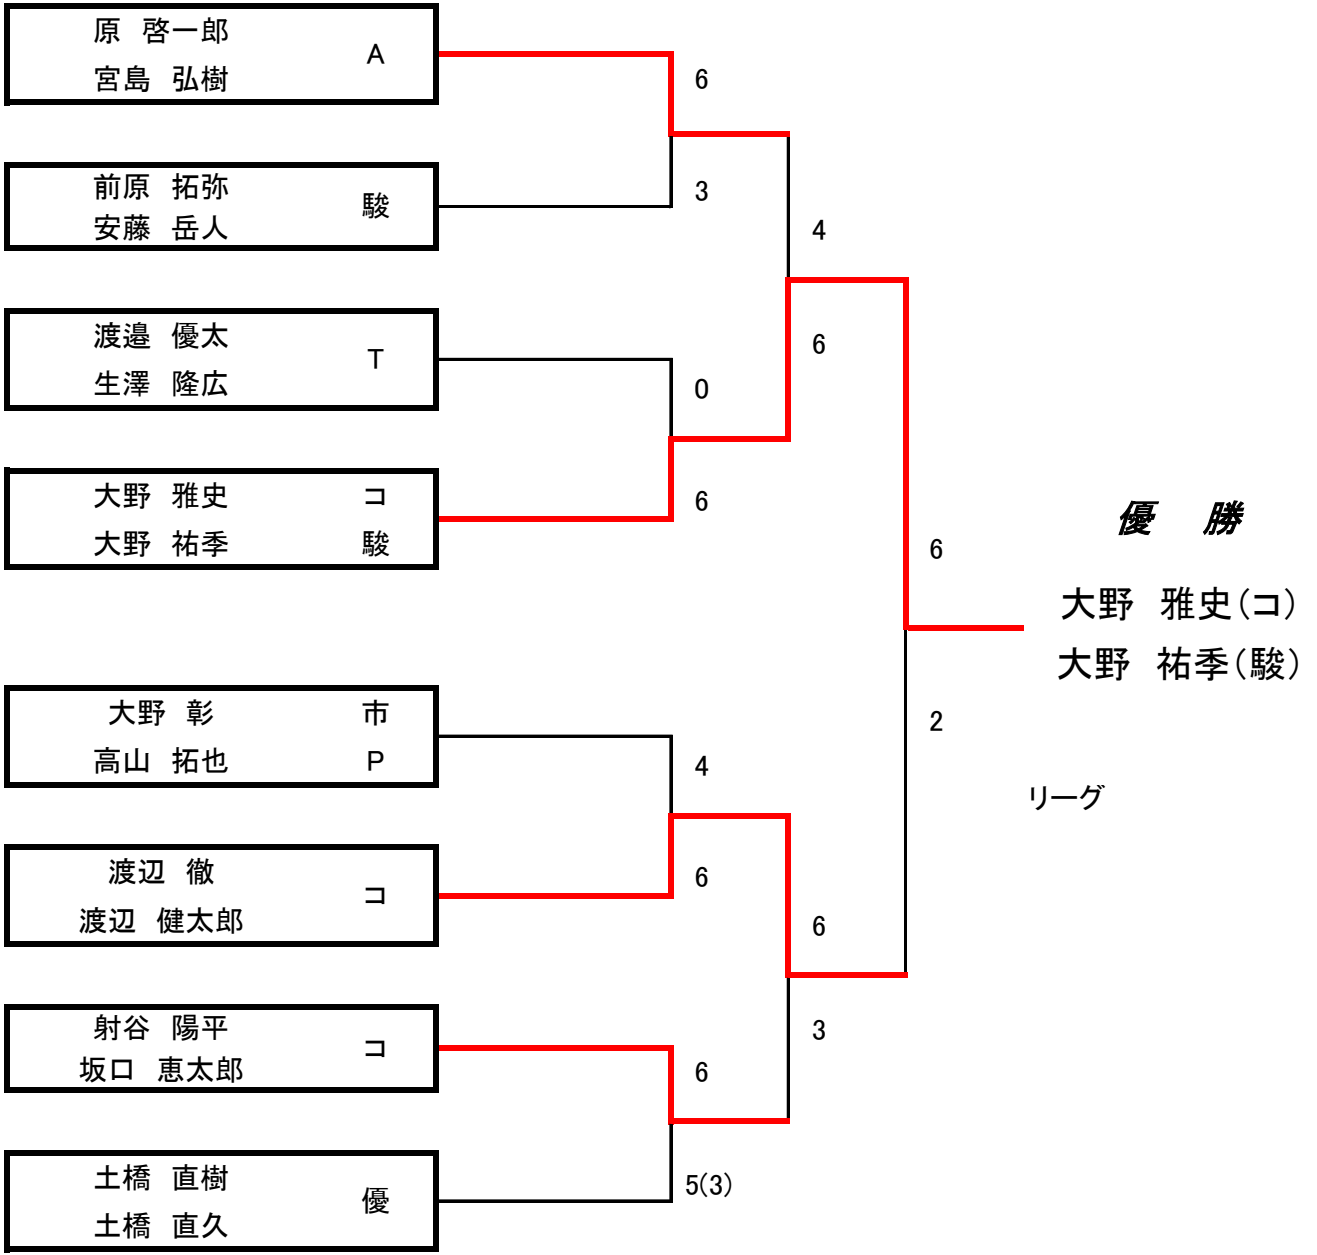 原 啓一郎
A
宮島 弘樹
6
前原 拓弥
駿
安藤 岳人
3
4
渡邉 優太
T
生澤 隆広
0
6
大野 雅史 コ
大野 祐季 駿
6
優 勝
6
大野 雅史(コ)
大野 祐季(駿)
大野 彰 市
高山 拓也 P
4
2
リーグ
渡辺 徹
コ
渡辺 健太郎
6
6
射谷 陽平
コ
坂口 恵太郎
6
3
土橋 直樹
優
土橋 直久
5(3)